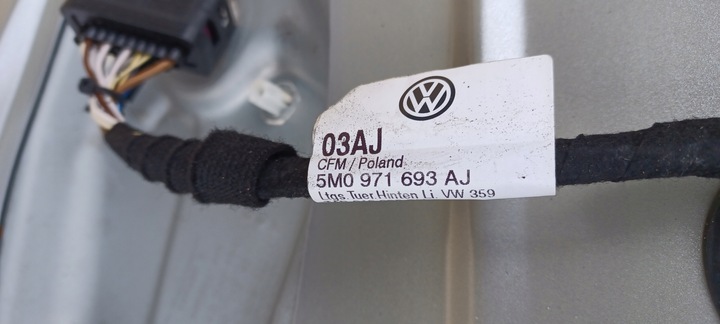 VW
03AJ
CFM / Poland
5M0 971 693 AJ
Ltgs.Tuer Hinten Li. VW 359